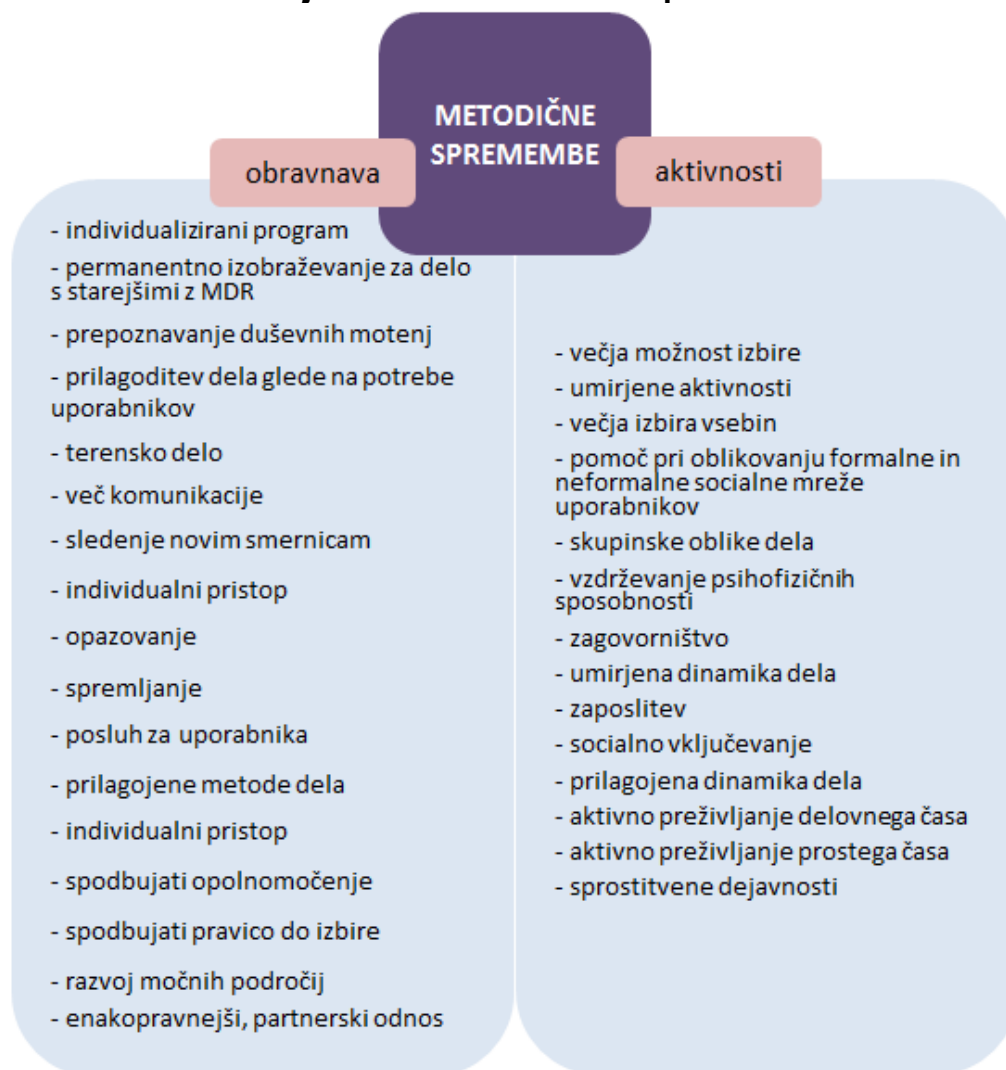 METODIČNE
SPREMEMBE
obravnava
- individualizirani program
- permanentno izobraževanje za delo
s starejšimi z MDR
- prepoznavanje duševnih motenj
- prilagoditev dela glede na potrebe
uporabnikov
- terensko delo
- več komunikacije
- sledenje novim smernicam
- individualni pristop
- opazovanje
- spremljanje
- posluh za uporabnika
- prilagojene metode dela
- individualni pristop
- spodbujati opolnomočenje
- spodbujati pravico do izbire
- razvoj močnih področij
- enakopravnejši, partnerski odnos
aktivnosti
- večja možnost izbire
- umirjene aktivnosti
- večja izbira vsebin
- pomoč pri oblikovanju formalne in
neformalne socialne mreže
uporabnikov
- skupinske oblike dela
- vzdrževanje psihofizičnih
sposobnosti
- zagovorništvo
- umirjena dinamika dela
- zaposlitev
- socialno vključevanje
- prilagojena dinamika dela
- aktivno preživljanje delovnega časa
- aktivno preživljanje prostega časa
- sprostitvene dejavnosti